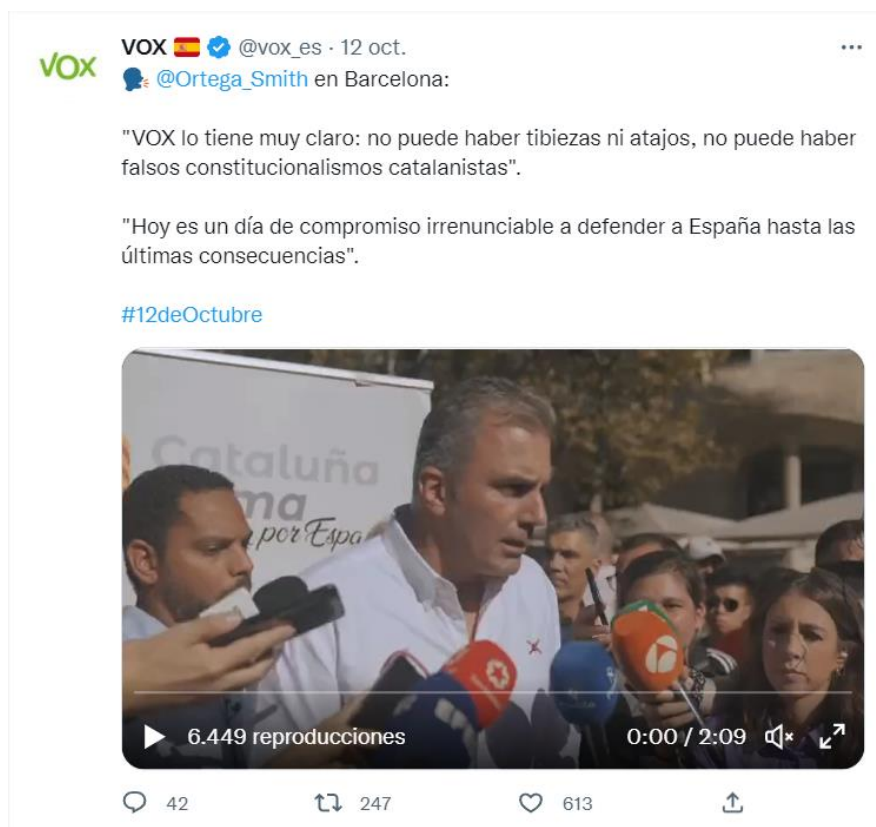 VOX
VOX 🇪🇸 @vox_es · 12 oct.
🗣 @Ortega_Smith en Barcelona:
"VOX lo tiene muy claro: no puede haber tibiezas ni atajos, no puede haber
falsos constitucionalismos catalanistas".
"Hoy es un día de compromiso irrenunciable a defender a España hasta las
últimas consecuencias".
#12deOctubre
Cataluña
por
6.449 reproducciones
0:00 / 2:09
42
247
613